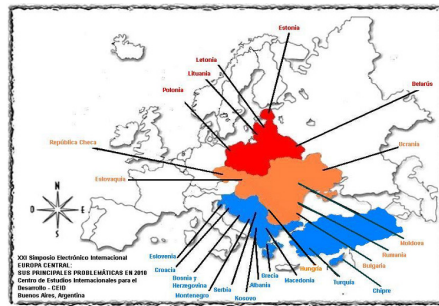 Estonia
Letonia
Lituania
Polonia
Belarús
República Checa
Ucrania
Eslovaquia
N
O
E
S
Moldova
Rumania
Bulgaria
Hungría
Eslovenia
Croacia
Bosnia y
Herzegovina
Montenegro
Serbia
Kosovo
Albania
Grecia
Macedonia
Turquía
Chipre
XXI Simposio Electrónico Internacional
EUROPA CENTRAL:
SUS PRINCIPALES PROBLEMÁTICAS EN 2010
Centro de Estudios Internacionales para el
Desarrollo - CEID
Buenos Aires, Argentina